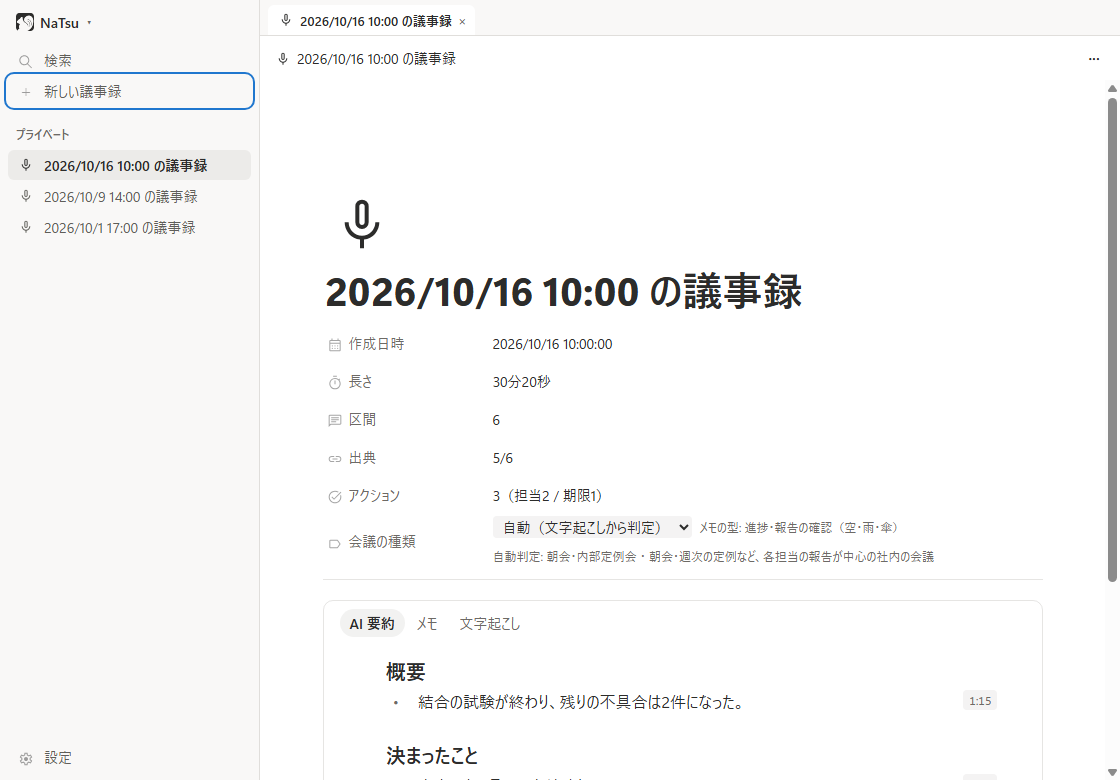 NaTsu
検索
+ 新しい議事録
プライベート
2026/10/16 10:00 の議事録
2026/10/9 14:00 の議事録
2026/10/1 17:00 の議事録
設定
2026/10/16 10:00 の議事録 ×
2026/10/16 10:00 の議事録 ...
2026/10/16 10:00 の議事録
作成日時 2026/10/16 10:00:00
長さ 30分20秒
区間 6
出典 5/6
アクション 3（担当2 / 期限1）
会議の種類 自動（文字起こしから判定） メモの型: 進捗・報告の確認（空・雨・傘）
自動判定: 朝会・内部定例会 ・ 朝会・週次の定例など、各担当の報告が中心の社内の会議
AI 要約 メモ 文字起こし
概要
• 結合の試験が終わり、残りの不具合は2件になった。 1:15
決まったこと